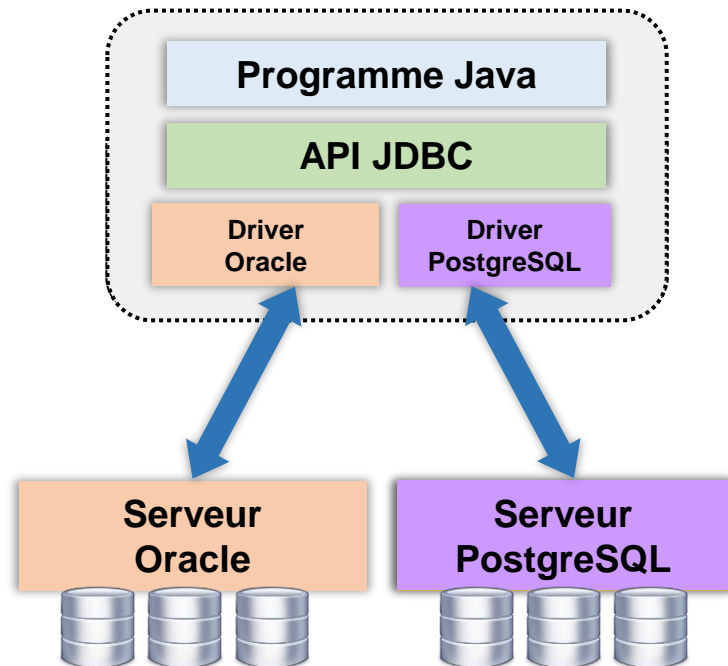 Programme Java
API JDBC
Driver
Oracle
Driver
PostgreSQL
Serveur
Oracle
Serveur
PostgreSQL